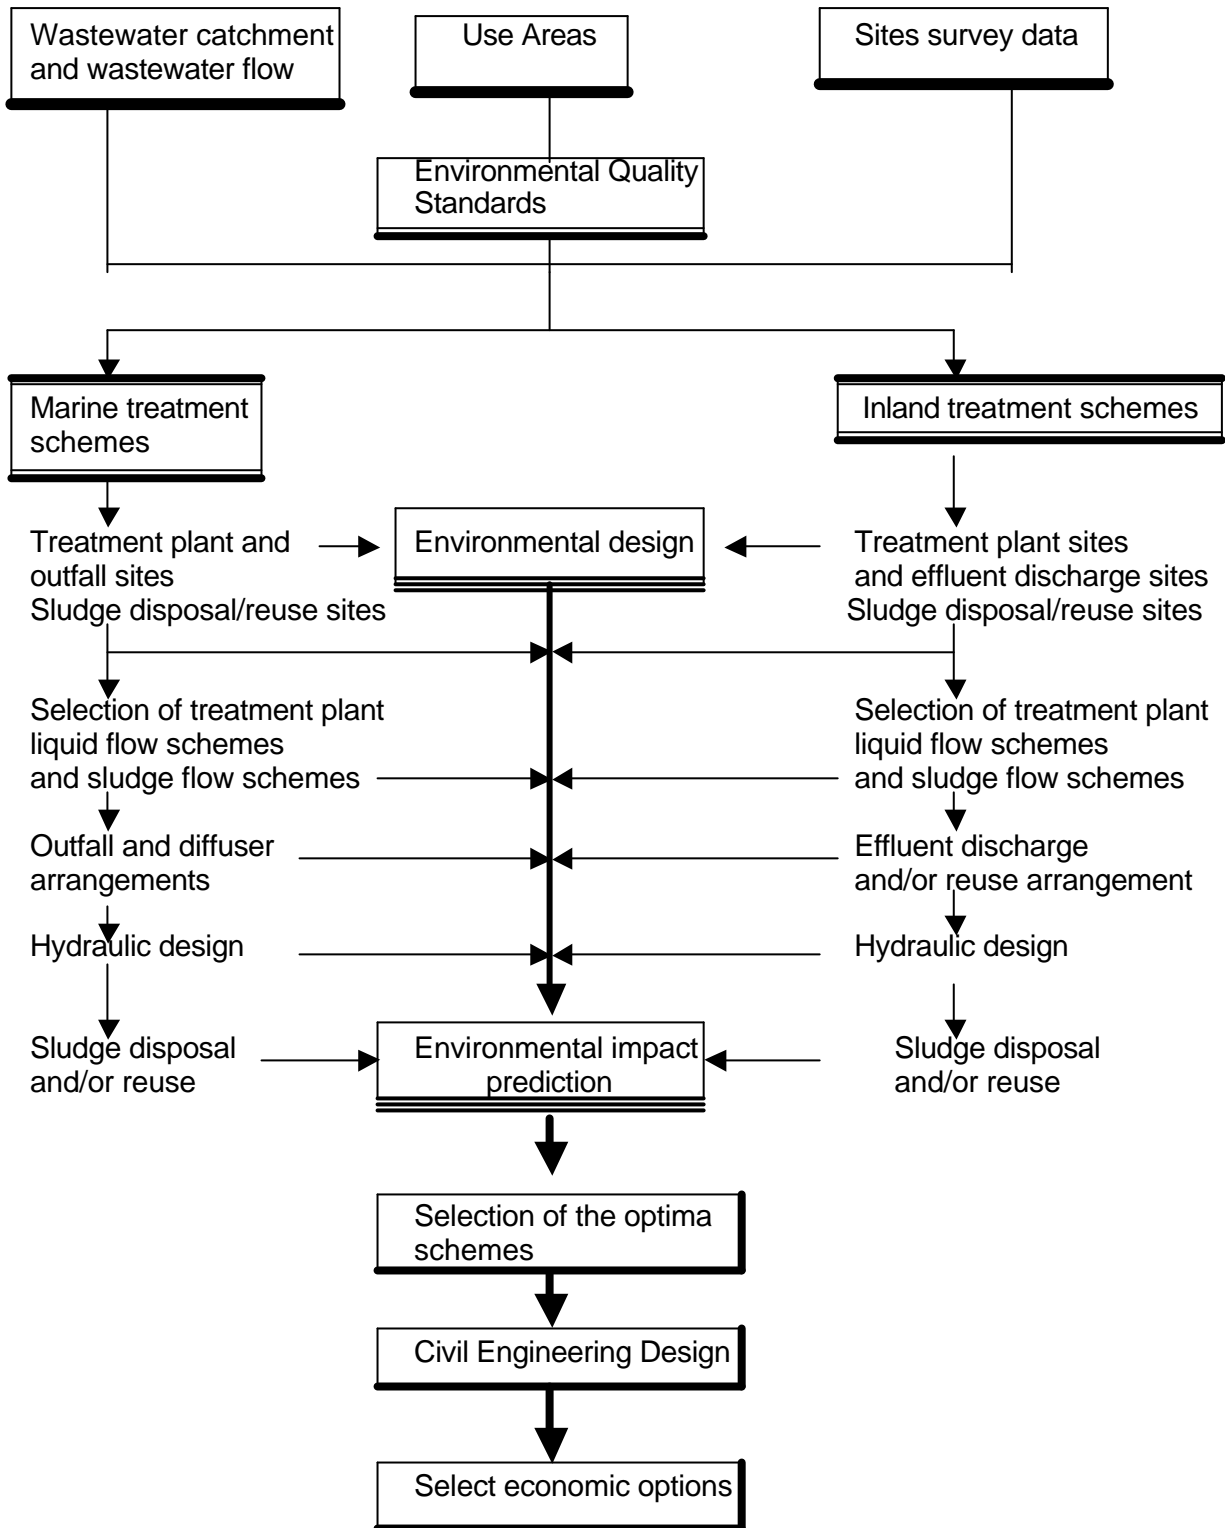 Wastewater catchment
and wastewater flow
Use Areas
Sites survey data
Environmental Quality
Standards
Marine treatment
schemes
Inland treatment schemes
Treatment plant and
outfall sites
Sludge disposal/reuse sites
Environmental design
Treatment plant sites
and effluent discharge sites
Sludge disposal/reuse sites
Selection of treatment plant
liquid flow schemes
and sludge flow schemes
Selection of treatment plant
liquid flow schemes
and sludge flow schemes
Outfall and diffuser
arrangements
Effluent discharge
and/or reuse arrangement
Hydraulic design
Hydraulic design
Sludge disposal
and/or reuse
Environmental impact
prediction
Sludge disposal
and/or reuse
Selection of the optima
schemes
Civil Engineering Design
Select economic options